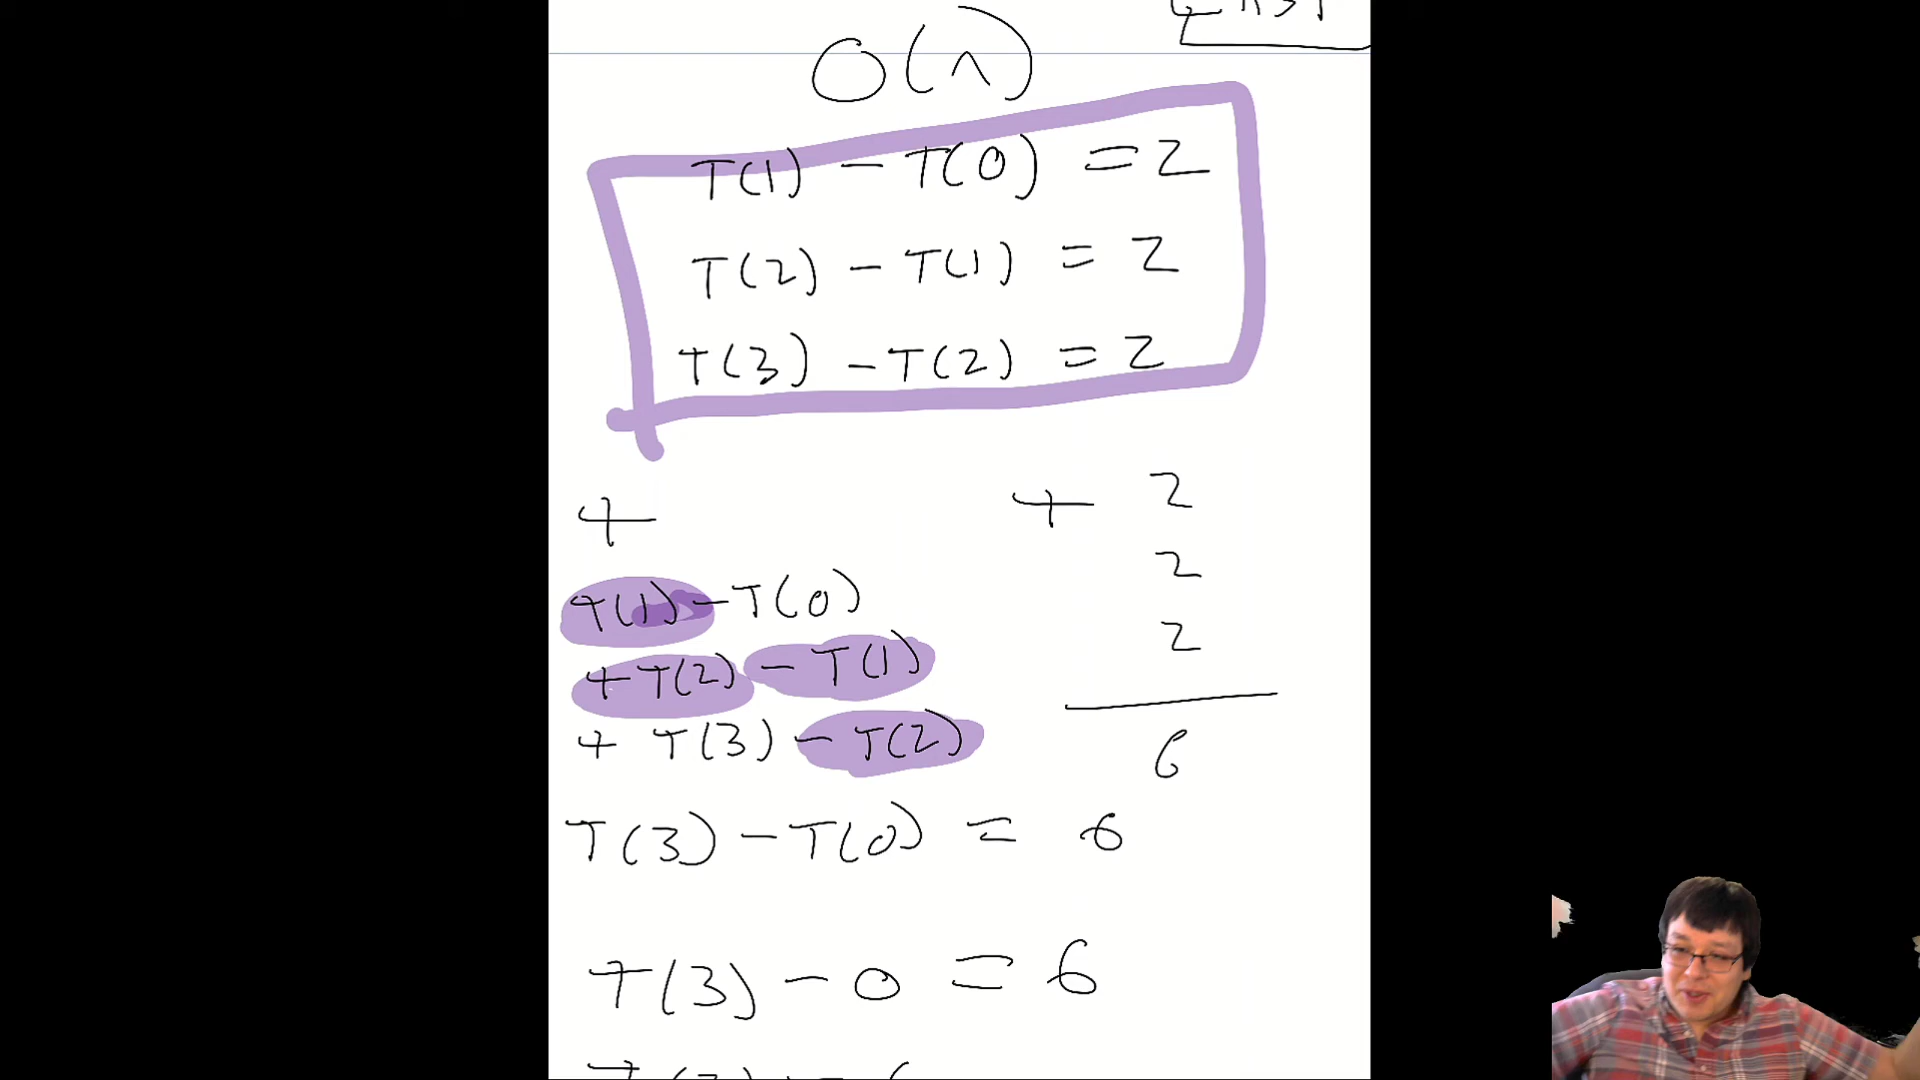 O(n)
T(1) - T(0) = 2
T(2) - T(1) = 2
T(3) - T(2) = 2
+
T(1) - T(0)
+ T(2) - T(1)
+ T(3) - T(2)
+ 2
2
2
6
T(3) - T(0) = 6
T(3) - 0 = 6